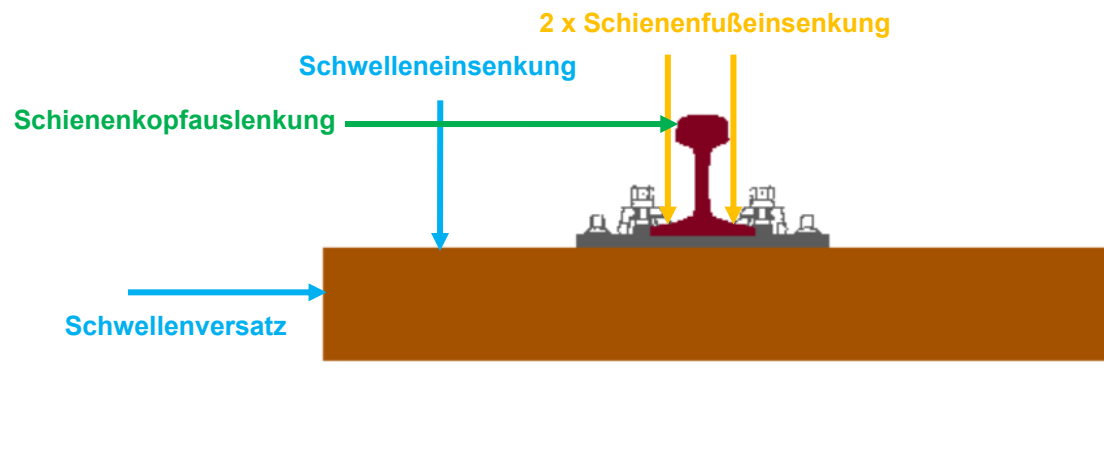 2 x Schienenfußeinsenkung
Schwelleneinsenkung
Schienenkopfauslenkung
Schwellenversatz